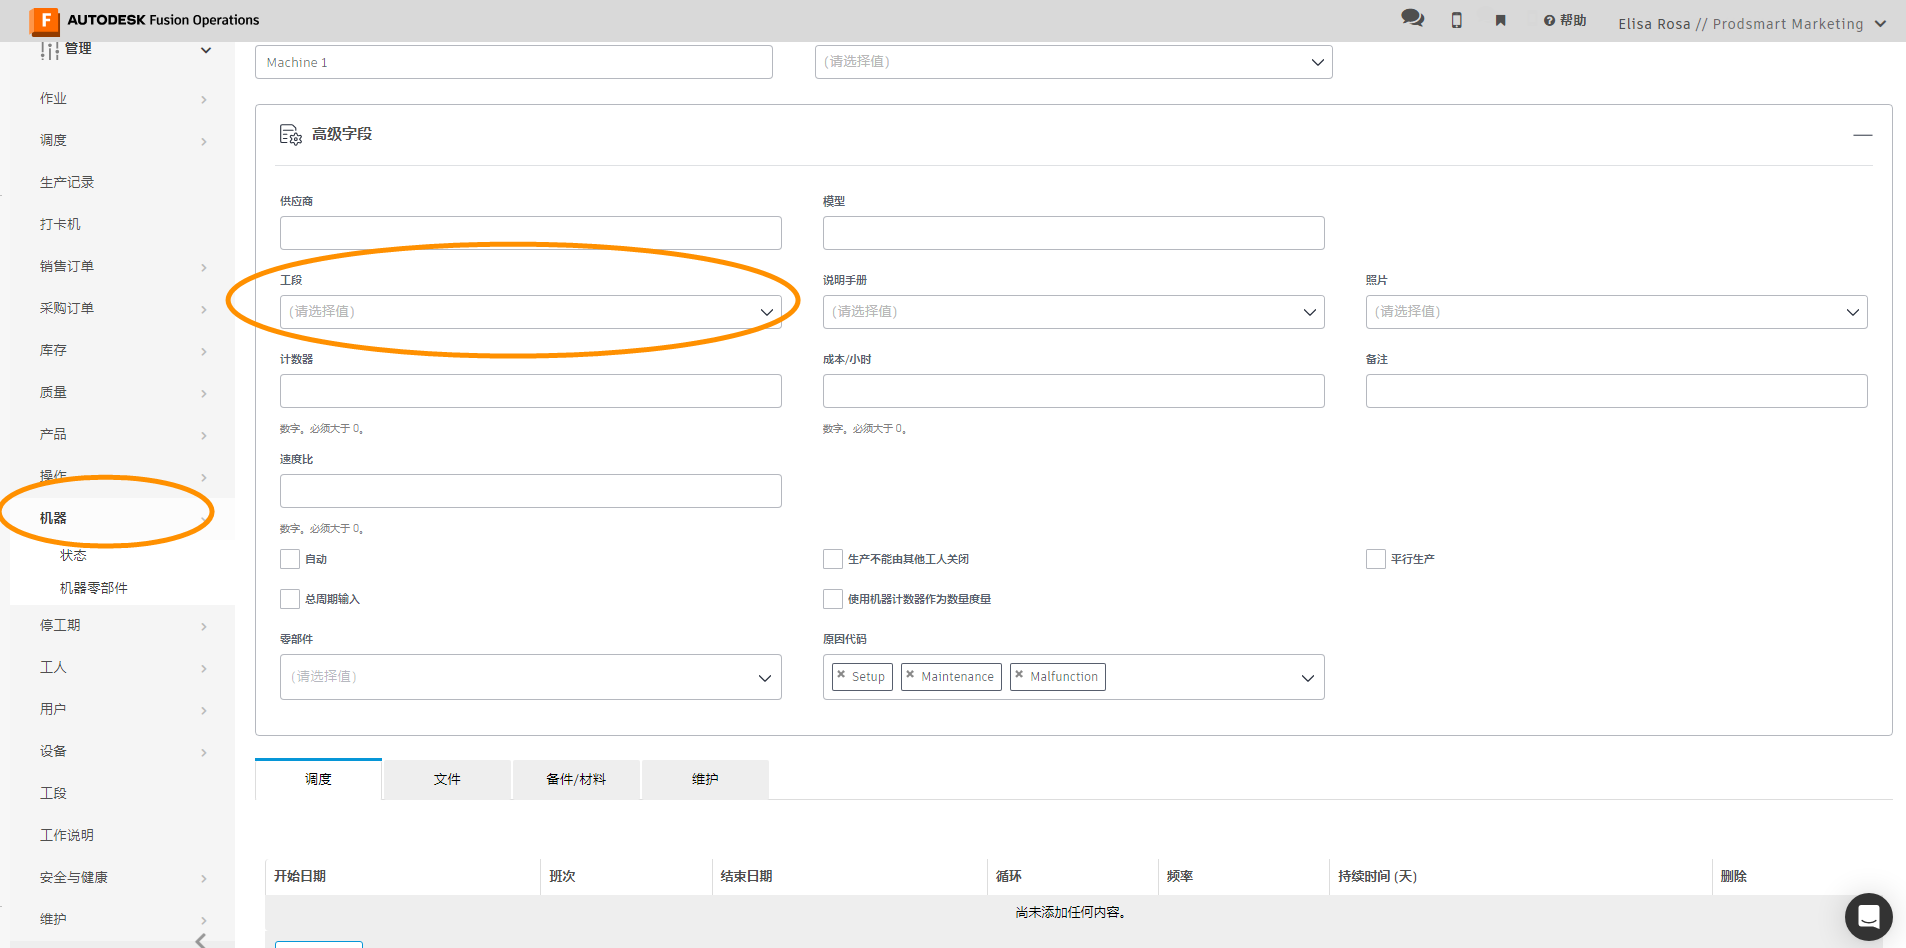 AUTODESK Fusion Operations
帮助
Elisa Rosa // Prodsmart Marketing
管理
作业
调度
生产记录
打卡机
销售订单
采购订单
库存
质量
产品
操作
机器
状态
机器零部件
停工期
工人
用户
设备
工段
工作说明
安全与健康
维护
Machine 1
(请选择值)
高级字段
供应商
模型
工段
说明手册
照片
(请选择值)
(请选择值)
(请选择值)
计数器
成本/小时
备注
数字。必须大于 0。
数字。必须大于 0。
速度比
数字。必须大于 0。
自动
生产不能由其他工人关闭
平行生产
总周期输入
使用机器计数器作为数量度量
零部件
原因代码
(请选择值)
× Setup × Maintenance × Malfunction
调度 文件 备件/材料 维护
开始日期 班次 结束日期 循环 频率 持续时间 (天) 删除
尚未添加任何内容。